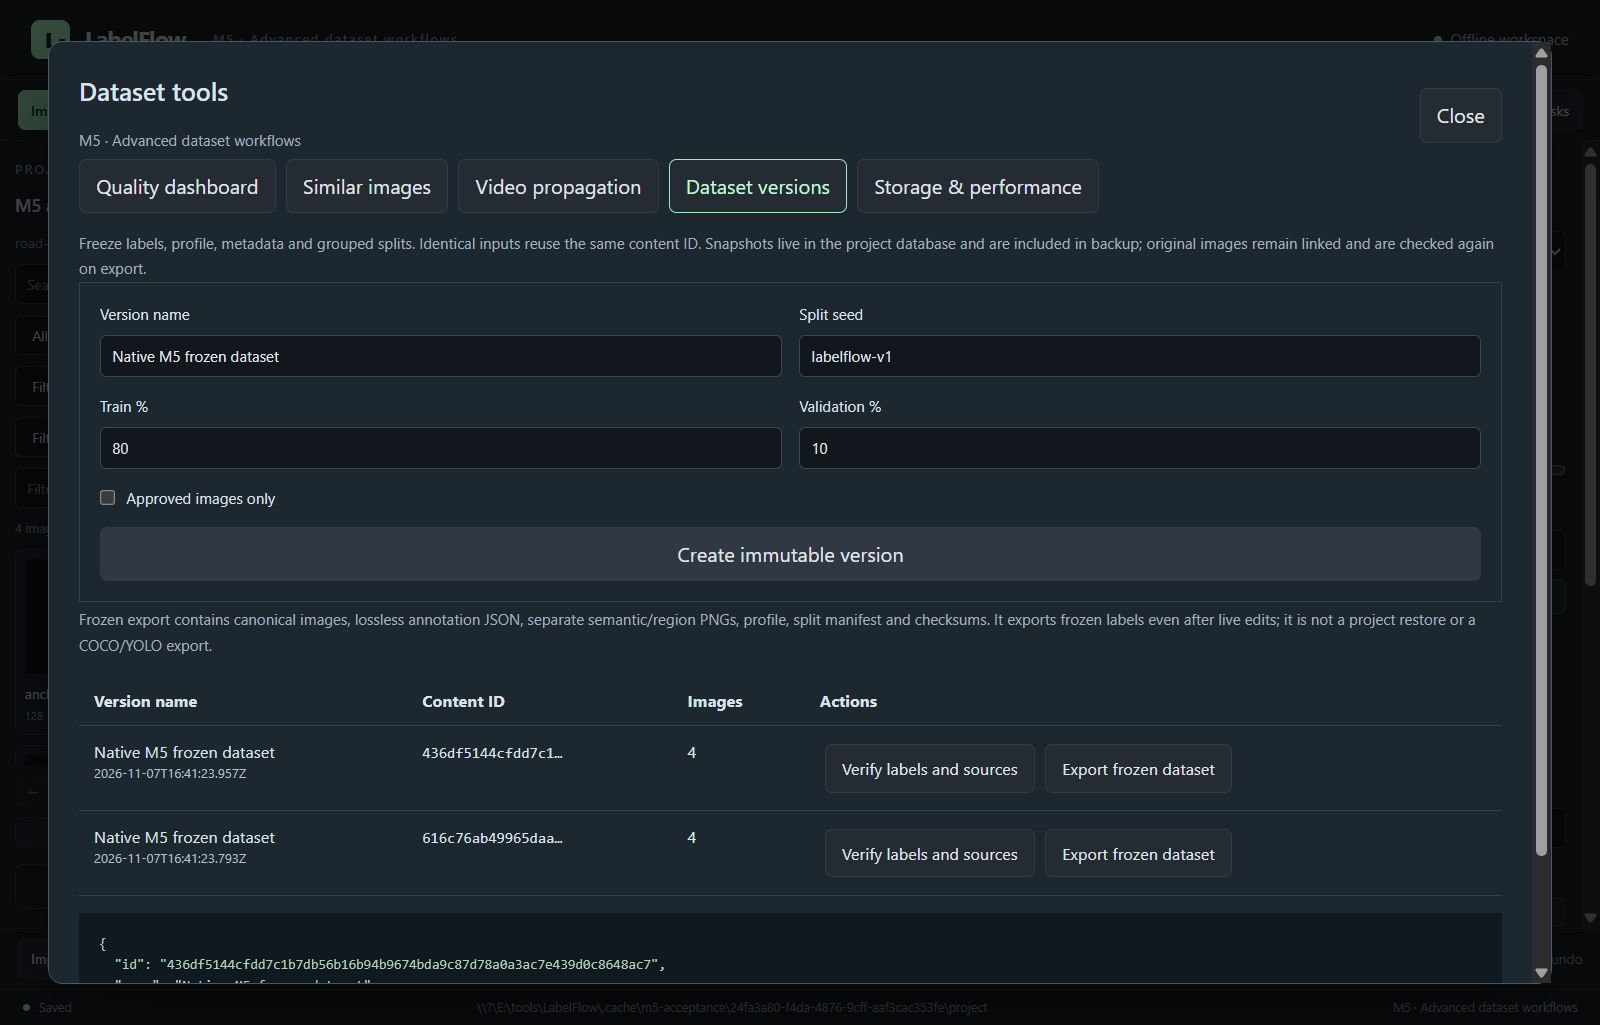 LabelFlow M5 · Advanced dataset workflows
Offline workspace
Dataset tools
Close
M5 · Advanced dataset workflows
Quality dashboard
Similar images
Video propagation
Dataset versions
Storage & performance
Freeze labels, profile, metadata and grouped splits. Identical inputs reuse the same content ID. Snapshots live in the project database and are included in backup; original images remain linked and are checked again
on export.
Version name
Split seed
Native M5 frozen dataset
labelflow-v1
Train %
Validation %
80
10
Approved images only
Create immutable version
Frozen export contains canonical images, lossless annotation JSON, separate semantic/region PNGs, profile, split manifest and checksums. It exports frozen labels even after live edits; it is not a project restore or a
COCO/YOLO export.
Version name Content ID Images Actions
Native M5 frozen dataset 436df5144cfdd7c1… 4 Verify labels and sources Export frozen dataset
2026-11-07T16:41:23.957Z
Native M5 frozen dataset 616c76ab49965daa… 4 Verify labels and sources Export frozen dataset
2026-11-07T16:41:23.793Z
{
"id": "436df5144cfdd7c1b7db56b16b94b9674bda9c87d78a0a3ac7e439d0c8648ac7",
Saved
\\?\E:\tools\LabelFlow\.cache\m5-acceptance\24fa3a80-f4da-4876-9cff-aaf3cac353fe\project
M5 · Advanced dataset workflows